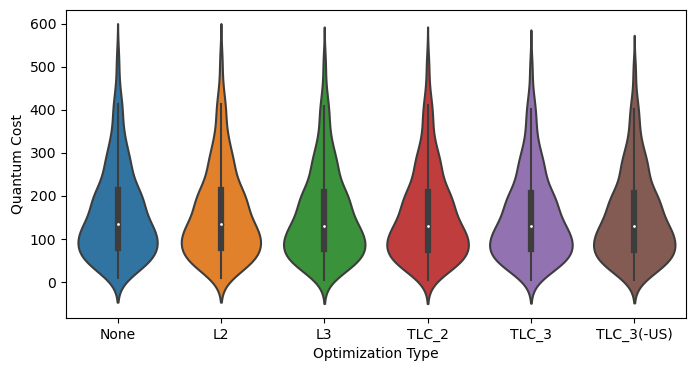 Quantum Cost
600
500
400
300
200
100
0
None L2 L3 TLC_2 TLC_3 TLC_3(-US)
Optimization Type